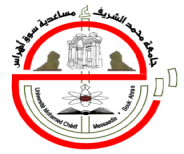 جامعة محمد الشريف مساعدية سوق أهراس
Université Mohamed Chérif Messaadia - Souk Ahras